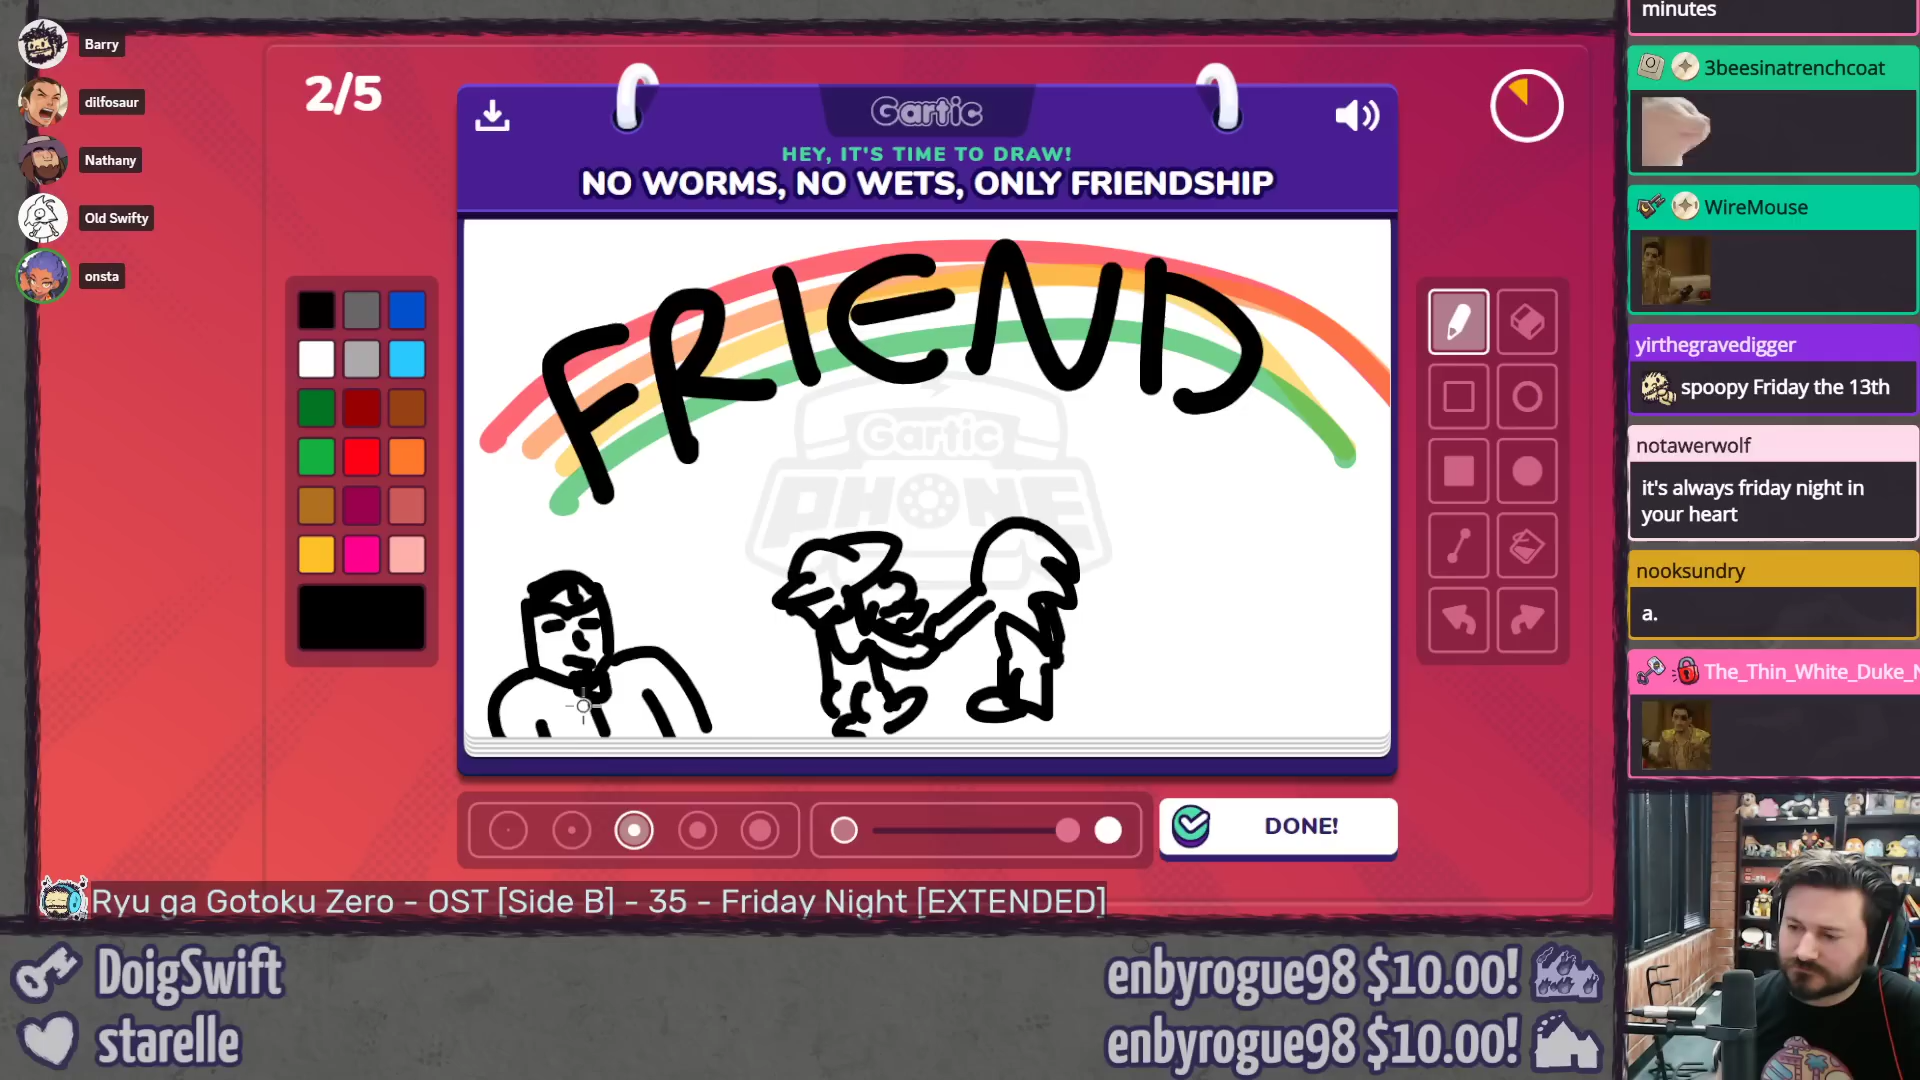 Barry
dilfosaur
Nathany
Old Swifty
onsta
2/5
Gartic
HEY, IT'S TIME TO DRAW!
NO WORMS, NO WETS, ONLY FRIENDSHIP
FRIEND
Gartic
PHONE
DONE!
Ryu ga Gotoku Zero - OST [Side B] - 35 - Friday Night [EXTENDED]
DoigSwift
starelle
enbyrogue98 $10.00!
enbyrogue98 $10.00!
minutes
3beesinatrenchcoat
WireMouse
yirthegravedigger
spoopy Friday the 13th
notawerwolf
it's always friday night in
your heart
nooksundry
a.
The_Thin_White_Duke_